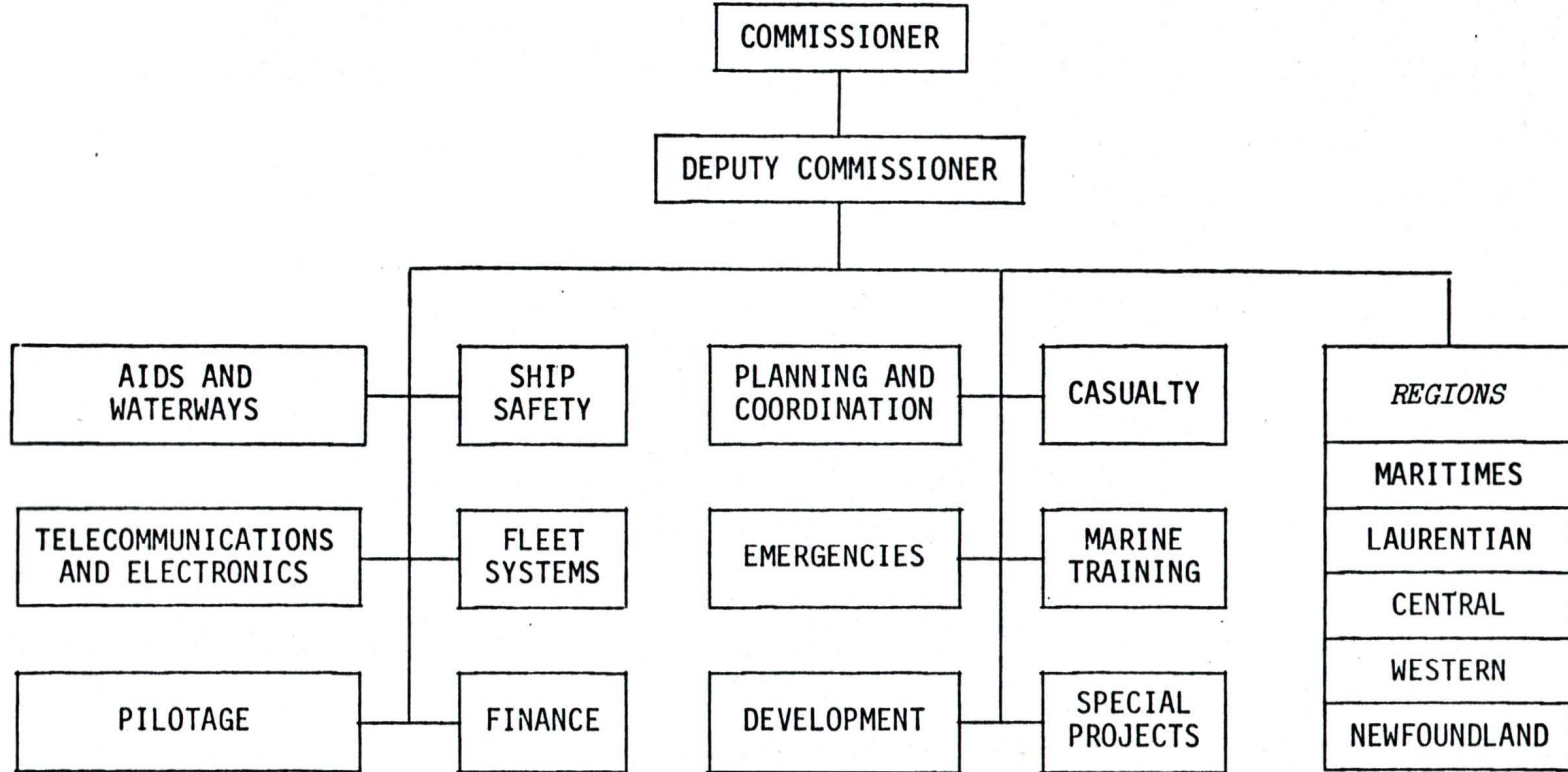 COMMISSIONER
DEPUTY COMMISSIONER
AIDS AND
WATERWAYS
SHIP
SAFETY
PLANNING AND
COORDINATION
CASUALTY
REGIONS
MARITIMES
TELECOMMUNICATIONS
AND ELECTRONICS
FLEET
SYSTEMS
EMERGENCIES
MARINE
TRAINING
LAURENTIAN
CENTRAL
WESTERN
PILOTAGE
FINANCE
DEVELOPMENT
SPECIAL
PROJECTS
NEWFOUNDLAND